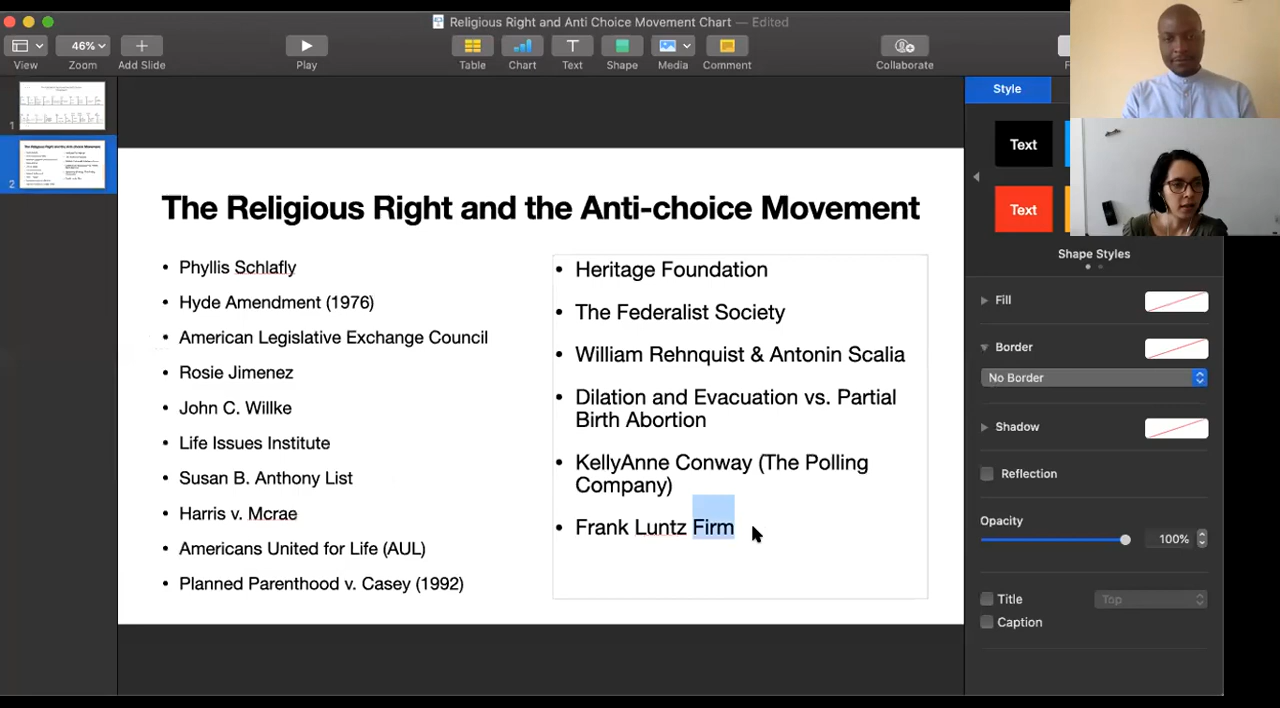 Religious Right and Anti Choice Movement Chart — Edited
46%
View
Zoom
Add Slide
Play
Table
Chart
Text
Shape
Media
Comment
Collaborate
1
2
The Religious Right and the Anti-choice Movement
• Phyllis Schlafly
• Hyde Amendment (1976)
• American Legislative Exchange Council
• Rosie Jimenez
• John C. Willke
• Life Issues Institute
• Susan B. Anthony List
• Harris v. Mcrae
• Americans United for Life (AUL)
• Planned Parenthood v. Casey (1992)
• Heritage Foundation
• The Federalist Society
• William Rehnquist & Antonin Scalia
• Dilation and Evacuation vs. Partial
Birth Abortion
• KellyAnne Conway (The Polling
Company)
• Frank Luntz Firm
Style
Text
Text
Shape Styles
Fill
Border
No Border
Shadow
Reflection
Opacity
100%
Title
Top
Caption